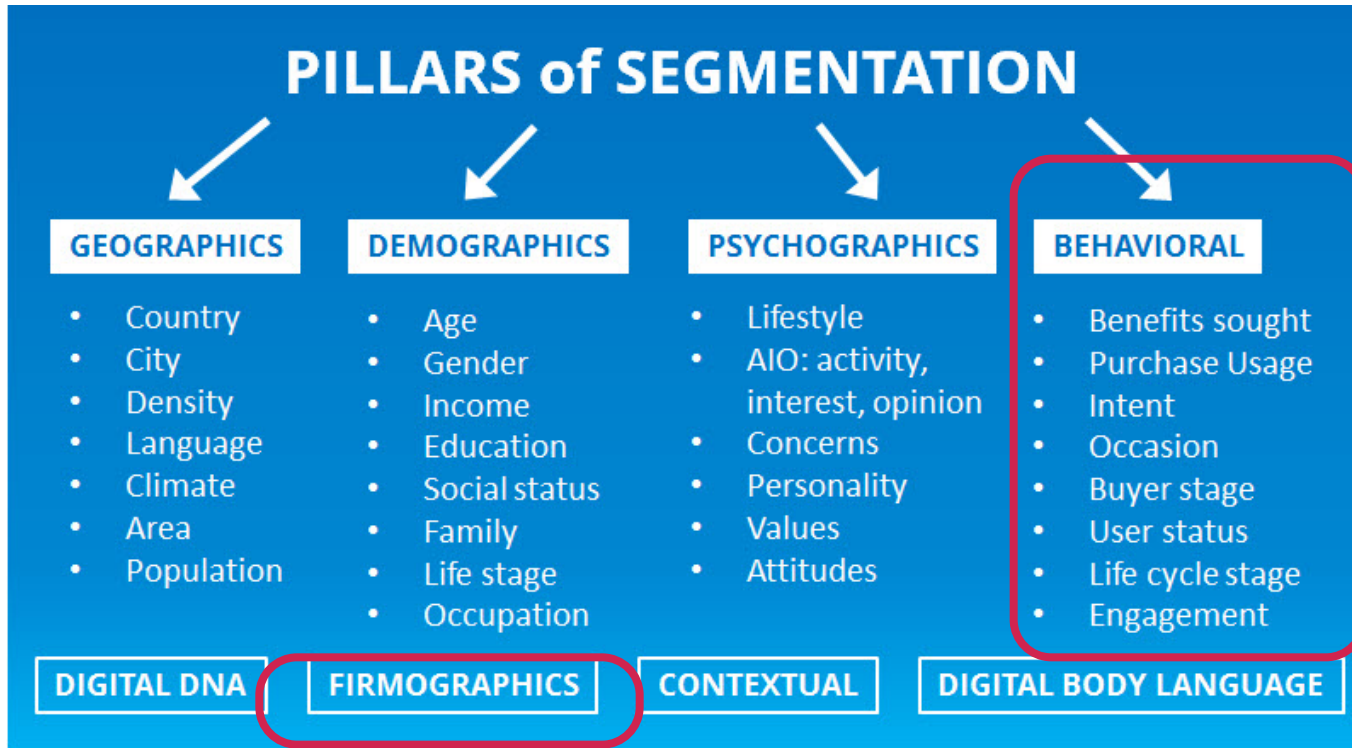 PILLARS of SEGMENTATION
GEOGRAPHICS
• Country
• City
• Density
• Language
• Climate
• Area
• Population
DEMOGRAPHICS
• Age
• Gender
• Income
• Education
• Social status
• Family
• Life stage
• Occupation
PSYCHOGRAPHICS
• Lifestyle
• AIO: activity,
interest, opinion
• Concerns
• Personality
• Values
• Attitudes
BEHAVIORAL
• Benefits sought
• Purchase Usage
• Intent
• Occasion
• Buyer stage
• User status
• Life cycle stage
• Engagement
DIGITAL DNA
FIRMOGRAPHICS
CONTEXTUAL
DIGITAL BODY LANGUAGE